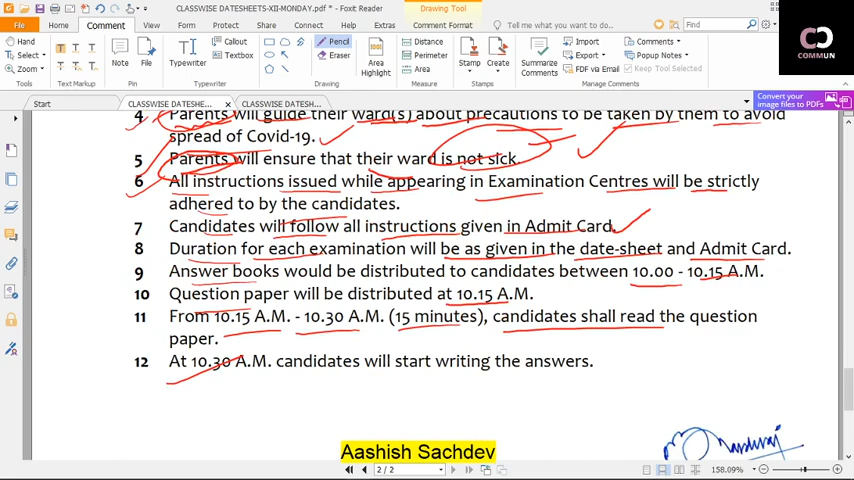 CLASSWISE DATESHEETS-XII-MONDAY.pdf * - Foxit Reader
Drawing Tool
File Home Comment View Form Protect Share Help Comment Format
Tell me what you want to do...
Find
Hand
Select
Zoom
Text Markup
Note
File
Typewriter
Callout
Textbox
Typewriter
Drawing
Pencil
Eraser
Area
Highlight
Distance
Perimeter
Area
Measure
Stamp
Create
Summarize
Comments
Import
Export
PDF via Email
Comments
Popup Notes
Keep Tool Selected
Manage Comments
COMMUN
Start
CLASSWISE DATESHE...
CLASSWISE DATESHEE...
Convert your
image files to PDFs
4 Parents will guide their ward(s) about precautions to be taken by them to avoid
spread of Covid-19.
5 Parents will ensure that their ward is not sick.
6 All instructions issued while appearing in Examination Centres will be strictly
adhered to by the candidates.
7 Candidates will follow all instructions given in Admit Card.
8 Duration for each examination will be as given in the date-sheet and Admit Card.
9 Answer books would be distributed to candidates between 10.00 - 10.15 A.M.
10 Question paper will be distributed at 10.15 A.M.
11 From 10.15 A.M. - 10.30 A.M. (15 minutes), candidates shall read the question
paper.
12 At 10.30 A.M. candidates will start writing the answers.
Aashish Sachdev
2 / 2
158.09%